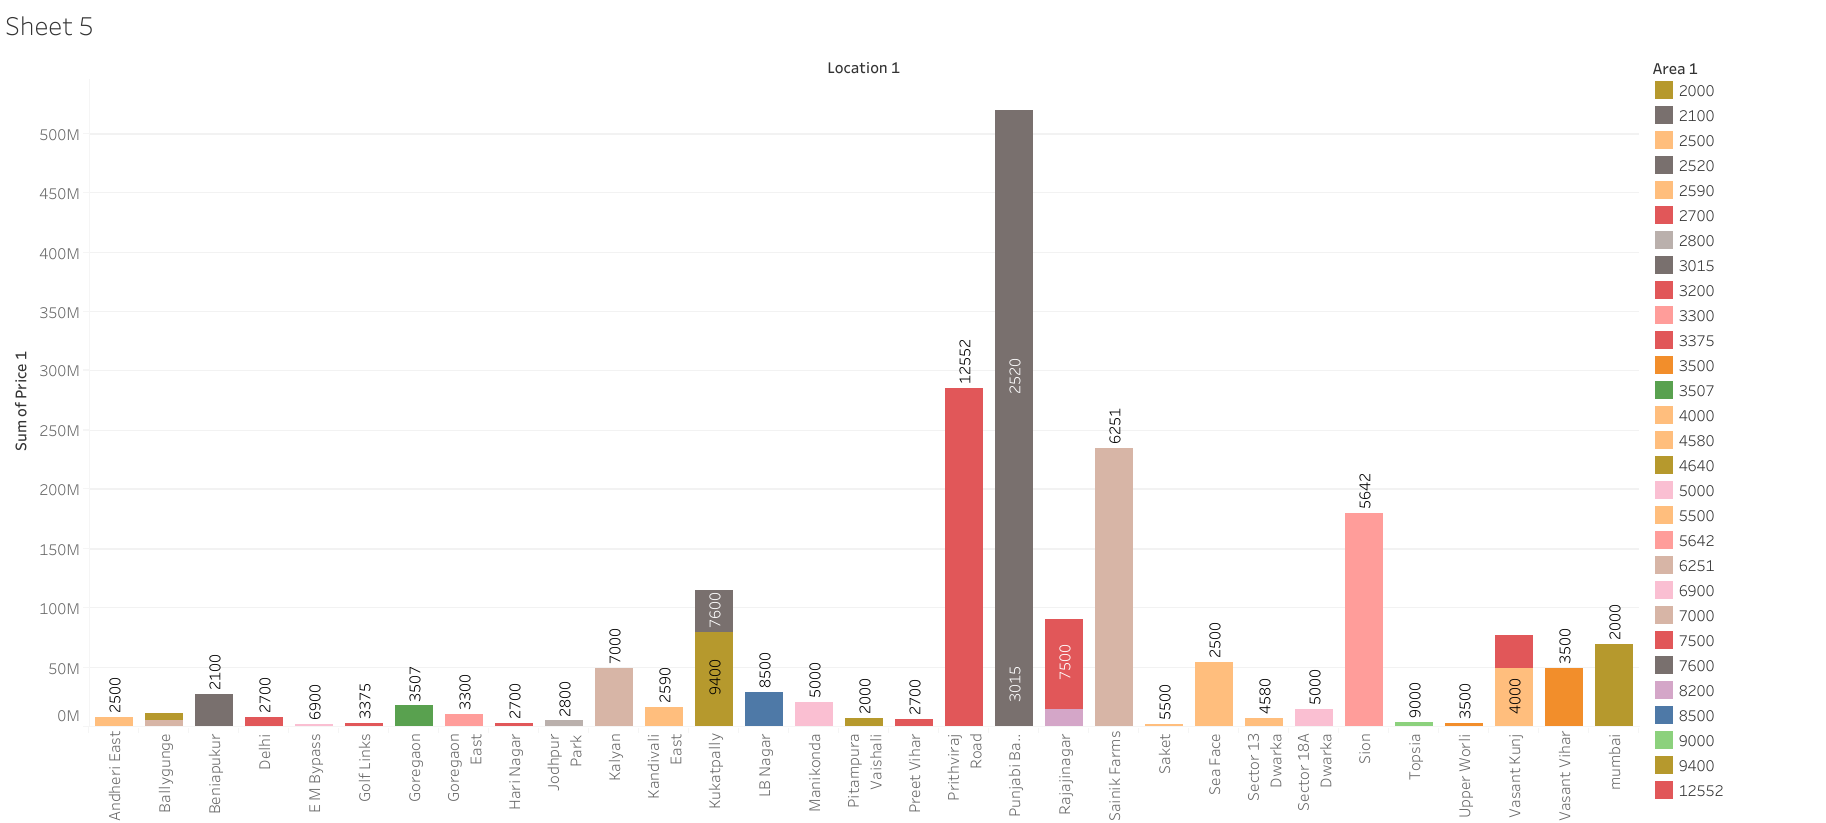 Sheet 5
Location 1
Sum of Price 1
500M
450M
400M
350M
300M
250M
200M
150M
100M
50M
0M
2500
2100
2700
6900
3375
3507
3300
2700
2800
7000
2590
7600
9400
8500
5000
2000
2700
12552
2520
3015
7500
6251
5500
2500
4580
5000
5642
9000
3500
4000
3500
2000
Andheri East
Ballygunge
Beniapukur
Delhi
E M Bypass
Golf Links
Goregaon
Goregaon
East
Hari Nagar
Jodhpur
Park
Kalyan
Kandivali
East
Kukatpally
LB Nagar
Manikonda
Pitampura
Vaishali
Preet Vihar
Prithviraj
Road
Punjabi Ba..
Rajajinagar
Sainik Farms
Saket
Sea Face
Sector 13
Dwarka
Sector 18A
Dwarka
Sion
Topsia
Upper Worli
Vasant Kunj
Vasant Vihar
mumbai
Area 1
2000
2100
2500
2520
2590
2700
2800
3015
3200
3300
3375
3500
3507
4000
4580
4640
5000
5500
5642
6251
6900
7000
7500
7600
8200
8500
9000
9400
12552